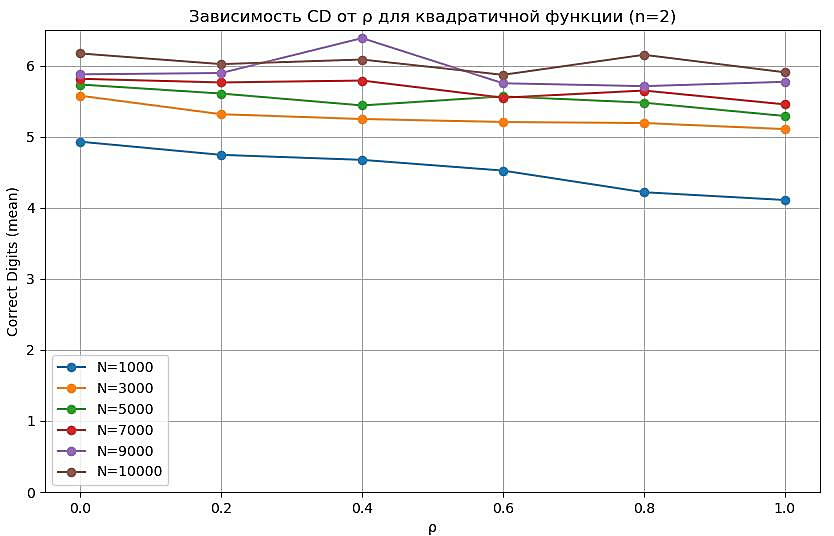 Зависимость CD от ρ для квадратичной функции (n=2)
Correct Digits (mean)
6
5
4
3
2
1
0
N=1000
N=3000
N=5000
N=7000
N=9000
N=10000
0.0 0.2 0.4 0.6 0.8 1.0
ρ